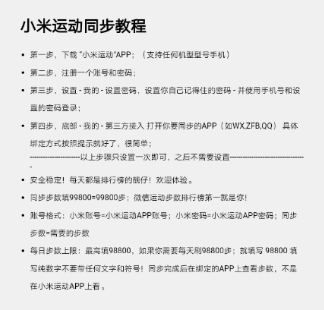 小米运动同步教程
• 第一步，下载 "小米运动"APP；（支持任何机型型号手机）
• 第二步，注册一个账号和密码；
• 第三步，设置 - 我的 - 设置密码，设置你自己记得住的密码 - 并使用手机号和设
置的密码登录；
• 第四步，底部 - 我的 - 第三方接入 打开你要同步的APP（如WX,ZFB,QQ） 具体
绑定方式按照提示就好了，很简单；
-----------------------以上步骤只设置一次即可，之后不需要设置----------------------------------
-
• 安全稳定！每天都是排行榜的靓仔！欢迎体验。
• 同步步数填99800=99800步；微信运动步数排行榜第一就是你！
• 账号格式：小米账号=小米运动APP账号；小米密码=小米运动APP密码；同步
步数=需要的步数
• 每日步数上限：最高填98800，如果你需要每天刷98800步；就填写 98800 填
写纯数字不要带任何文字和符号！同步完成后在绑定的APP上查看步数，不是
在小米运动APP上看 。